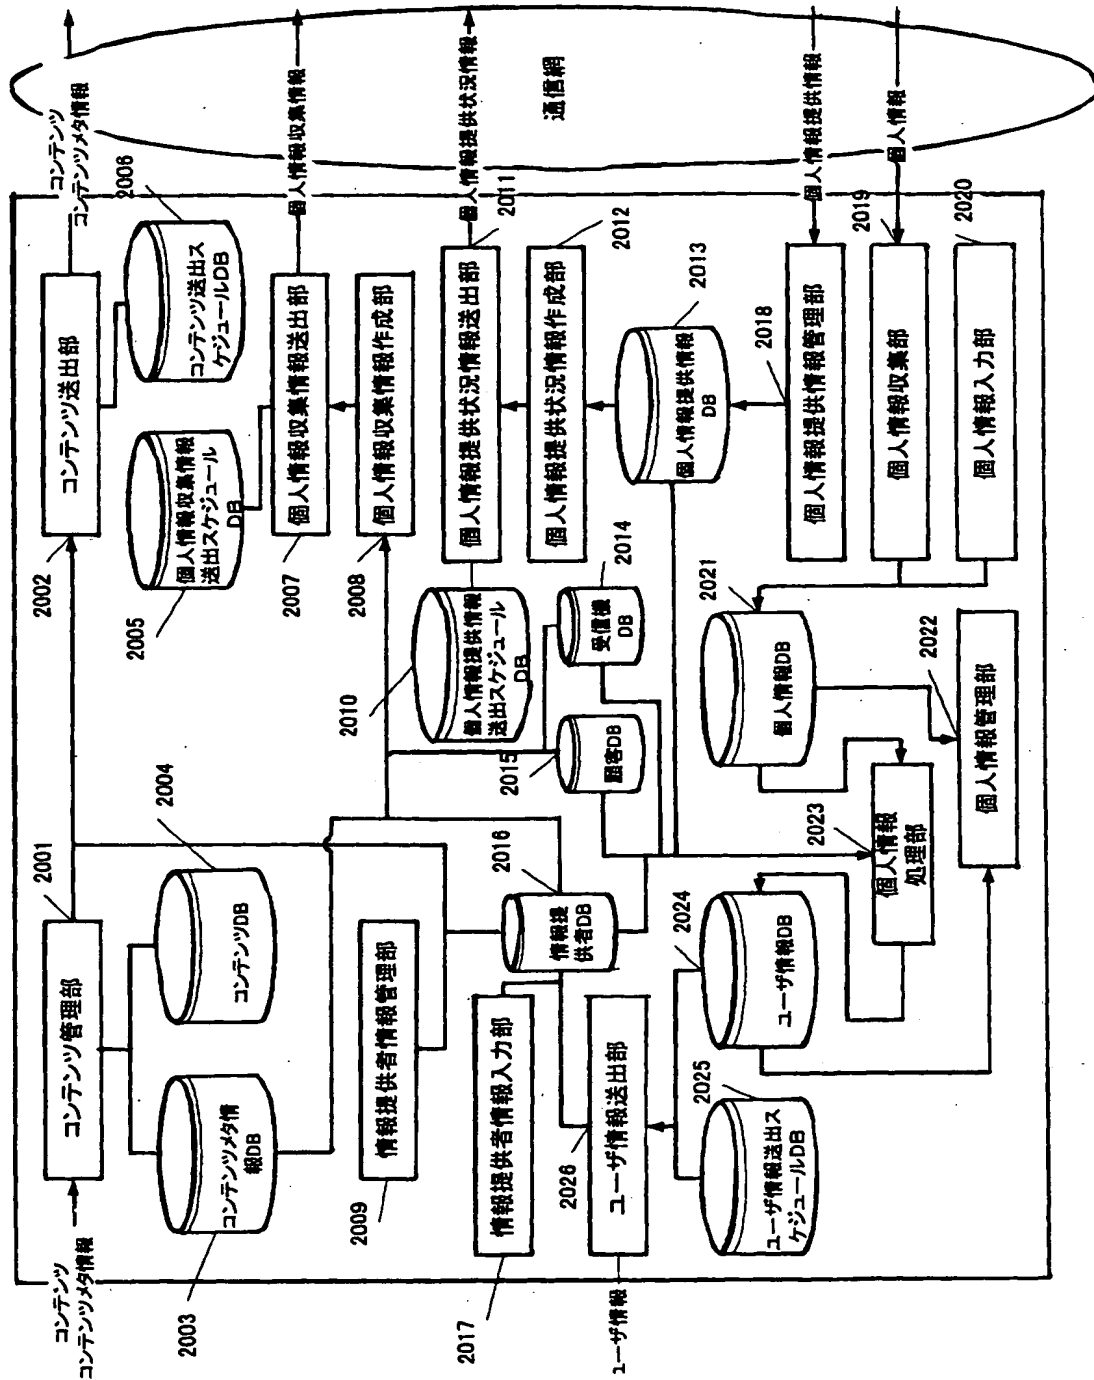 コンテンツ
コンテンツメタ情報
コンテンツ管理部
2001
2002
コンテンツ送出部
コンテンツ
コンテンツメタ情報
2003
コンテンツメタ情
報DB
コンテンツDB
2004
2005
個人情報収集情報
送出スケジュール
DB
コンテンツ送出ス
ケジュールDB
2006
2007
個人情報収集情報送出部
個人情報収集情報
2008
個人情報収集情報作成部
2009
情報提供者情報管理部
2010
個人情報提供情報
送出スケジュール
DB
個人情報提供状況情報送出部
2011
個人情報提供状況情報
個人情報提供状況情報作成部
2012
通信網
2017
情報提供者情報入力部
情報提
供者DB
2016
2015
顧客DB
受信機
DB
2014
個人情報提供情報
DB
2013
ユーザ情報
ユーザ情報送出部
2026
2018
個人情報提供情報管理部
個人情報提供情報
2025
ユーザ情報送出ス
ケジュールDB
2024
ユーザ情報DB
2021
個人情報DB
2019
個人情報収集部
個人情報
2023
個人情報
処理部
2022
個人情報管理部
2020
個人情報入力部